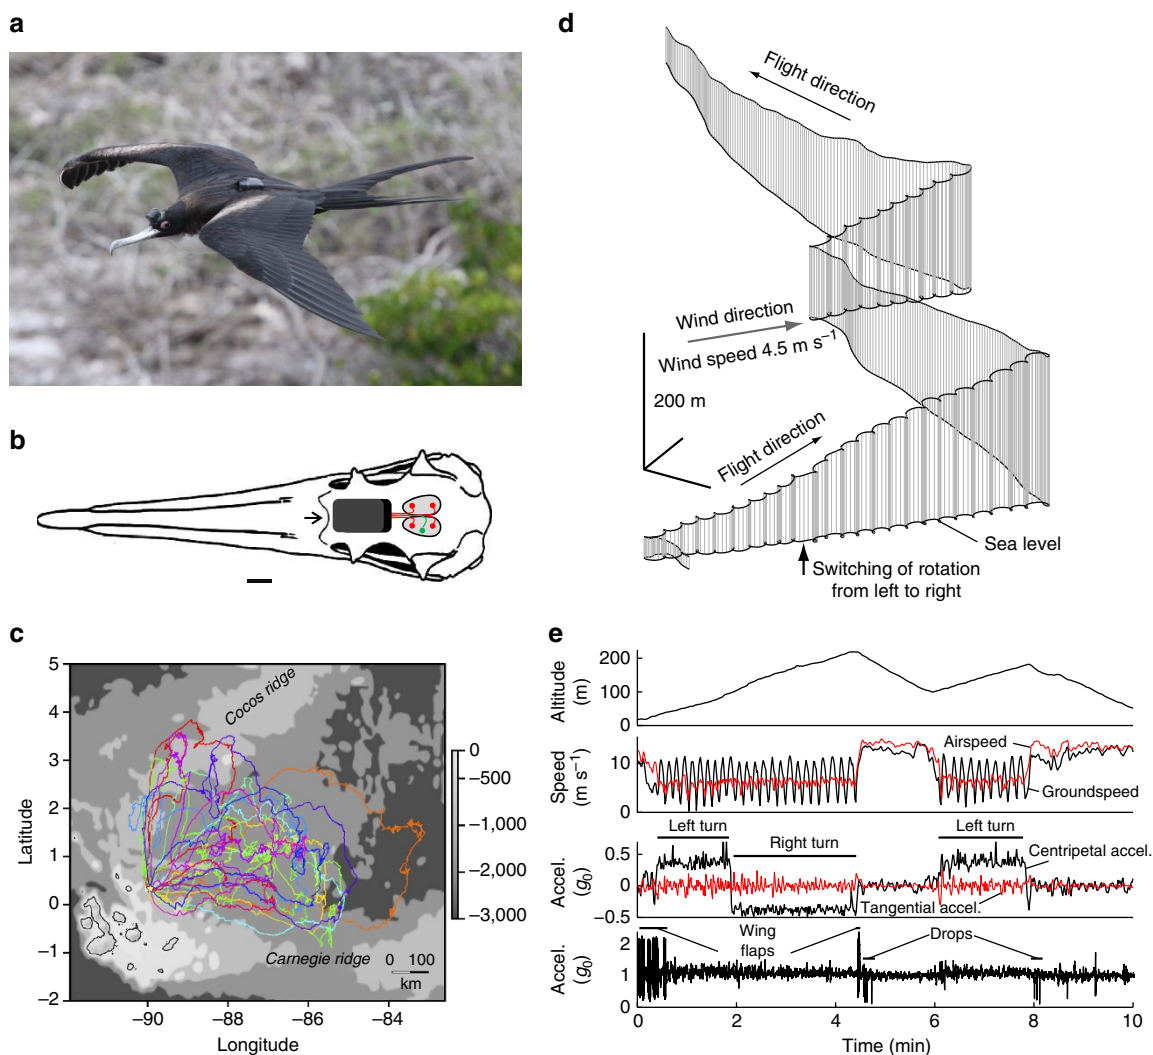 a
b
c
5
4
3
2
1
0
−1
−2
Latitude
−90
−88
−86
−84
Longitude
Cocos ridge
Carnegie ridge
0 100
km
0
−500
−1,000
−2,000
−3,000
d
Flight direction
Wind direction
Wind speed 4.5 m s−1
200 m
Flight direction
Sea level
Switching of rotation
from left to right
e
Altitude
(m)
200
100
0
Speed
(m s−1)
10
0
Airspeed
Groundspeed
Accel.
(g0)
0.5
0
−0.5
Left turn
Right turn
Left turn
Centripetal accel.
Tangential accel.
Accel.
(g0)
2
1
0
Wing
flaps
Drops
0
2
4
6
8
10
Time (min)